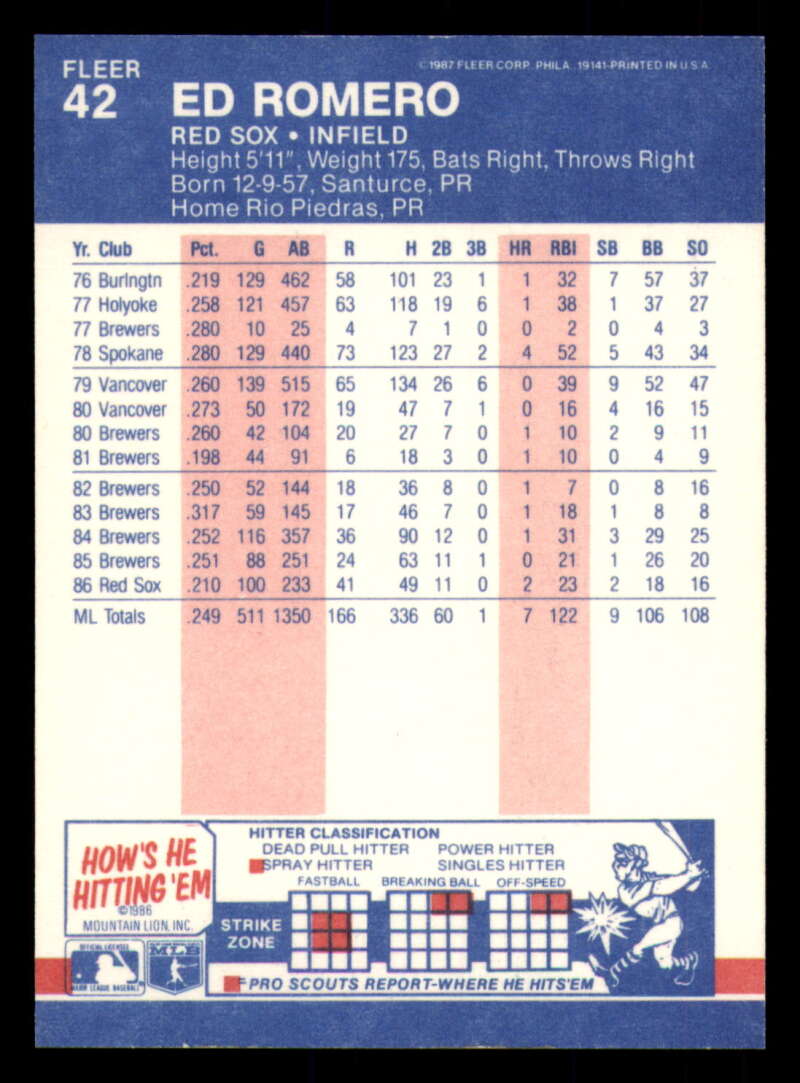 FLEER
©1987 FLEER CORP. PHILA. 19141-PRINTED IN U.S.A.
42 ED ROMERO
RED SOX • INFIELD
Height 5'11", Weight 175, Bats Right, Throws Right
Born 12-9-57, Santurce, PR
Home Rio Piedras, PR
Yr. Club Pct. G AB R H 2B 3B HR RBI SB BB SO
76 Burlngtn .219 129 462 58 101 23 1 1 32 7 57 37
77 Holyoke .258 121 457 63 118 19 6 1 38 1 37 27
77 Brewers .280 10 25 4 7 1 0 0 2 0 4 3
78 Spokane .280 129 440 73 123 27 2 4 52 5 43 34
79 Vancover .260 139 515 65 134 26 6 0 39 9 52 47
80 Vancover .273 50 172 19 47 7 1 0 16 4 16 15
80 Brewers .260 42 104 20 27 7 0 1 10 2 9 11
81 Brewers .198 44 91 6 18 3 0 1 10 0 4 9
82 Brewers .250 52 144 18 36 8 0 1 7 0 8 16
83 Brewers .317 59 145 17 46 7 0 1 18 1 8 8
84 Brewers .252 116 357 36 90 12 0 1 31 3 29 25
85 Brewers .251 88 251 24 63 11 1 0 21 1 26 20
86 Red Sox .210 100 233 41 49 11 0 2 23 2 18 16
ML Totals .249 511 1350 166 336 60 1 7 122 9 106 108
HOW'S HE
HITTING 'EM
©1986
MOUNTAIN LION, INC.
OFFICIAL LICENSEE
MAJOR LEAGUE BASEBALL
MLB
HITTER CLASSIFICATION
DEAD PULL HITTER POWER HITTER
SPRAY HITTER SINGLES HITTER
FASTBALL BREAKING BALL OFF-SPEED
STRIKE
ZONE
=PRO SCOUTS REPORT-WHERE HE HITS'EM